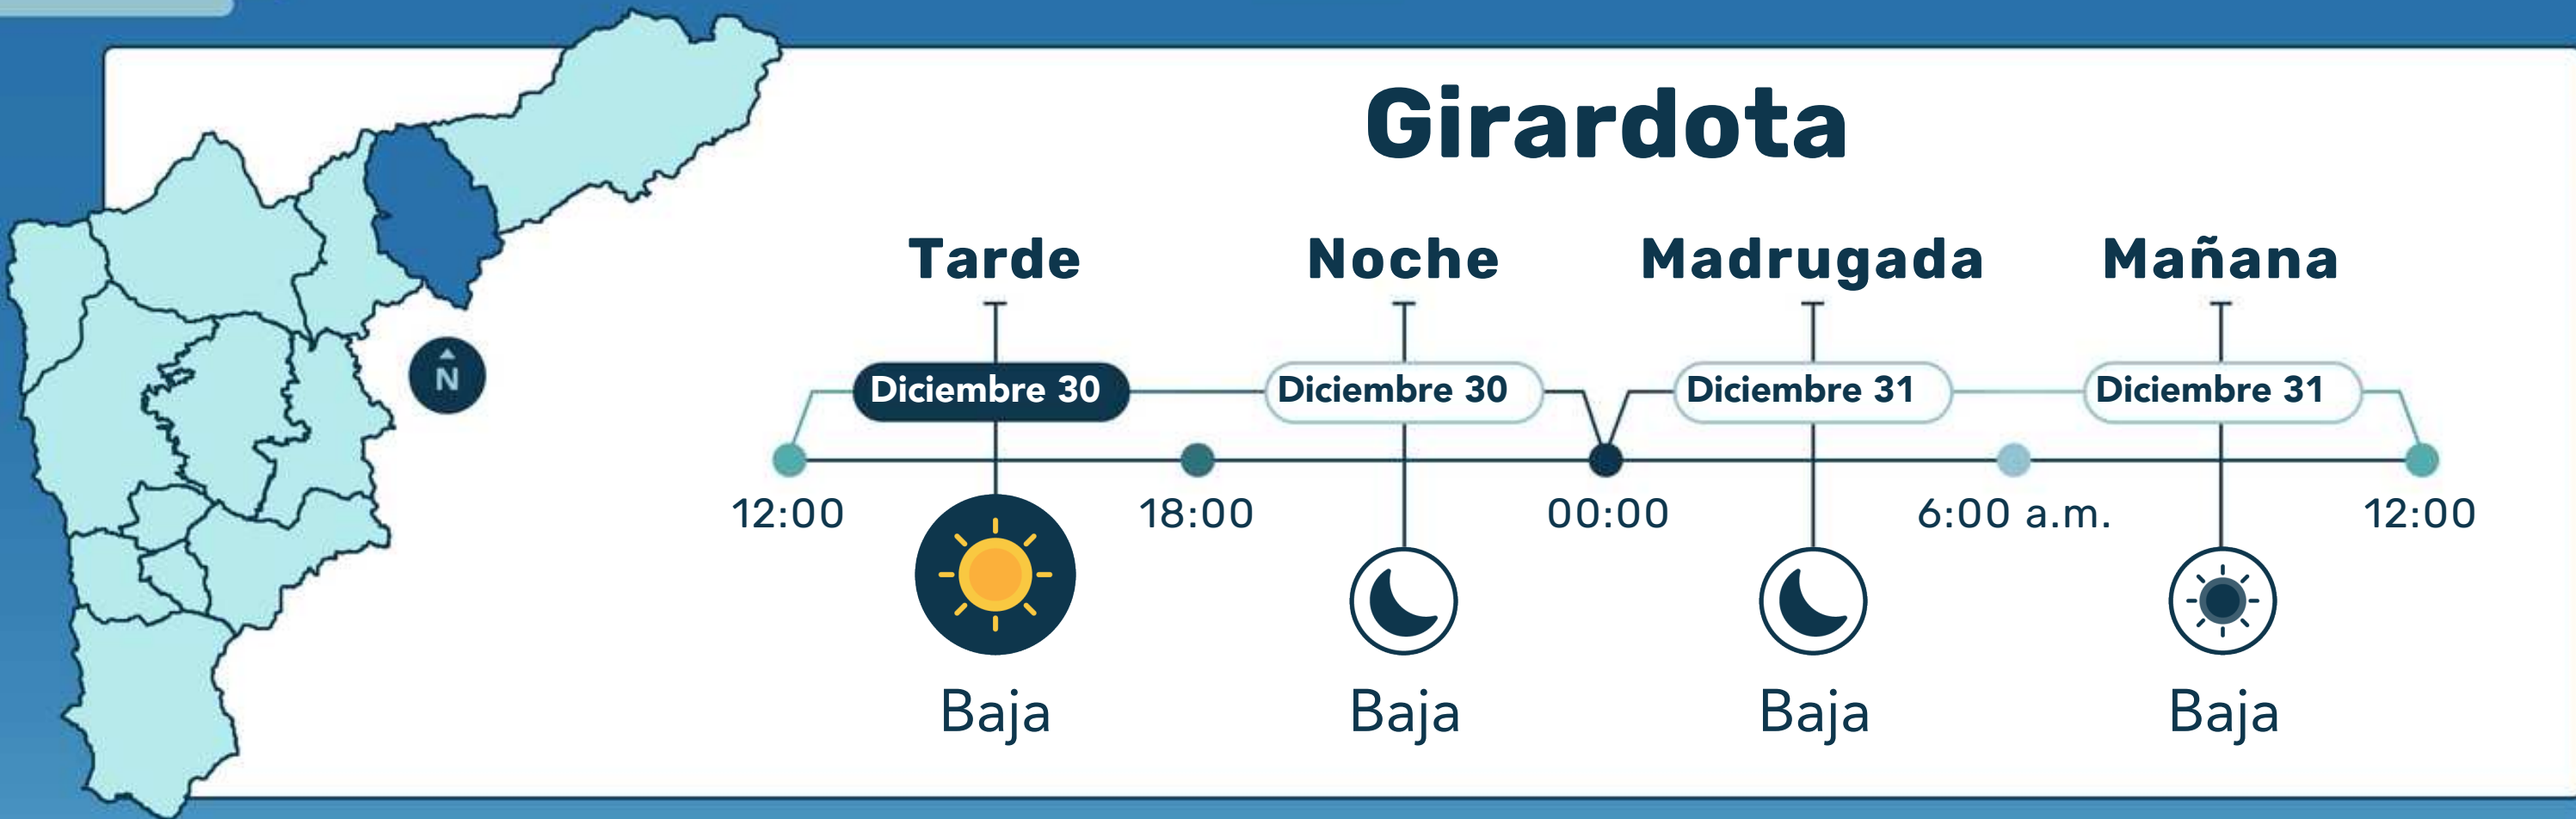 Girardota
Tarde Noche Madrugada Mañana
Diciembre 30 Diciembre 30 Diciembre 31 Diciembre 31
N
12:00 18:00 00:00 6:00 a.m. 12:00
Baja Baja Baja Baja